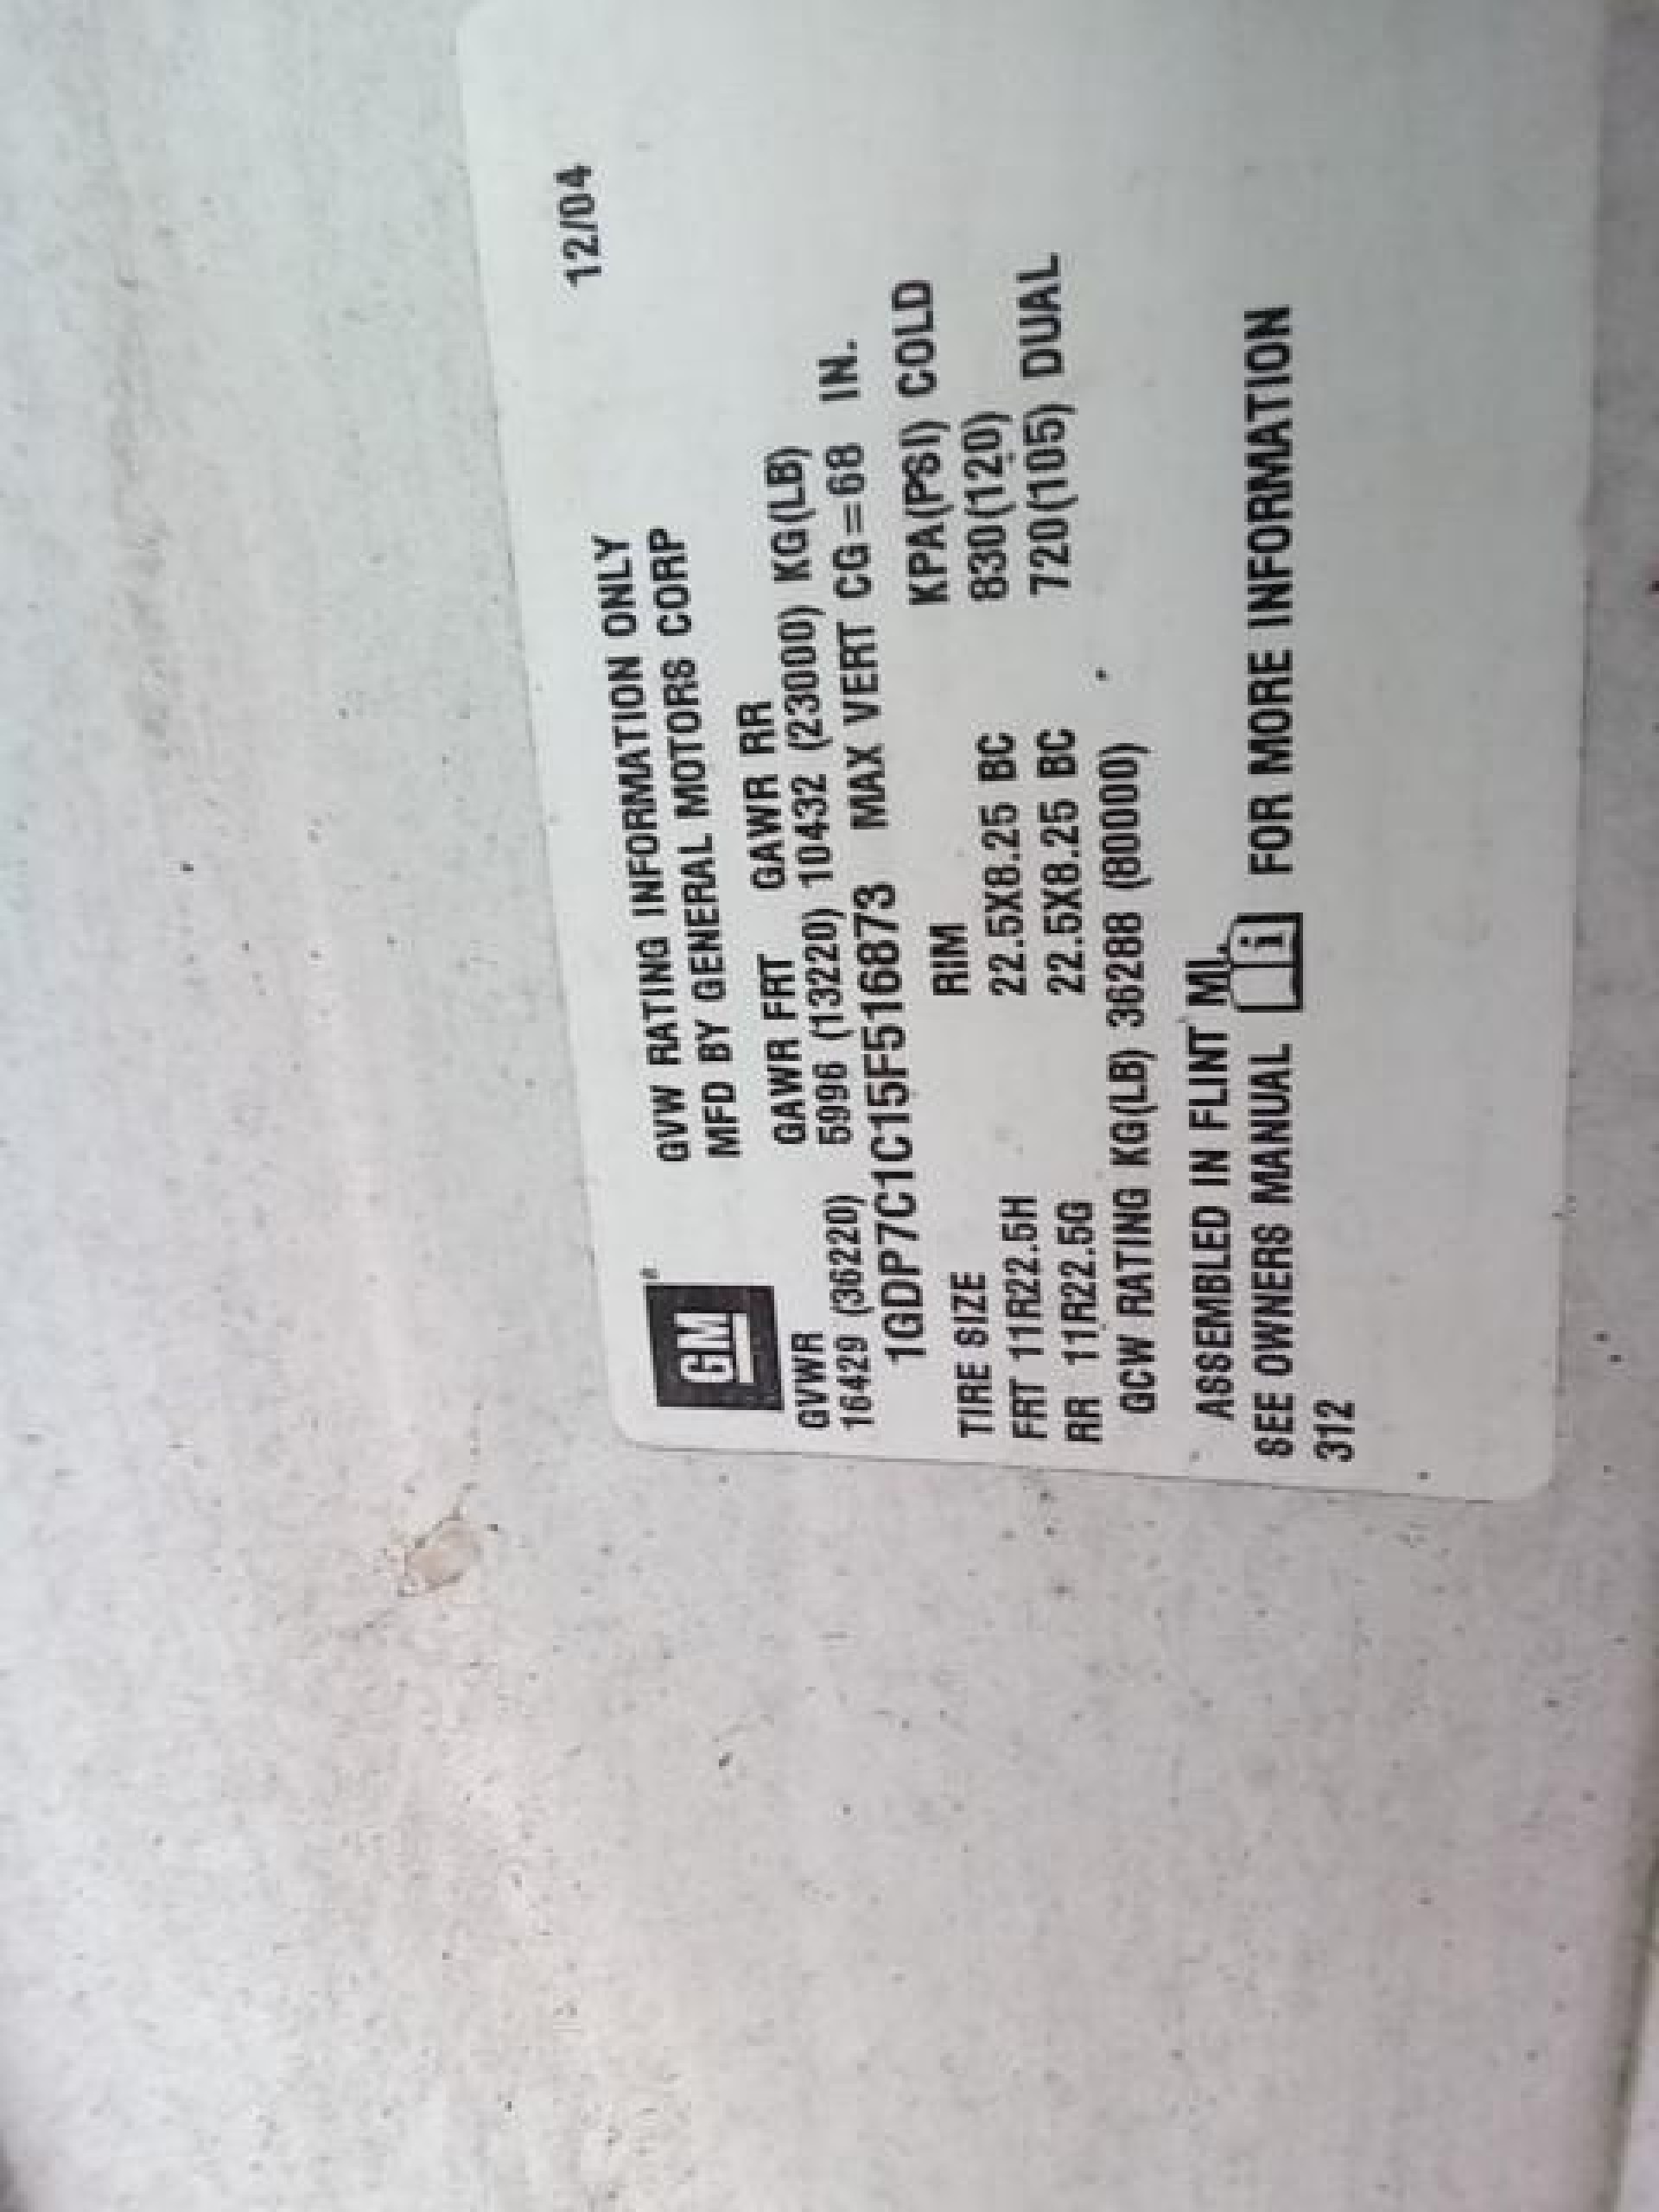 12/04
GVW RATING INFORMATION ONLY
GM MFD BY GENERAL MOTORS CORP
GVWR GAWR FRT GAWR RR
16429 (36220) 5996 (13220) 10432 (23000) KG(LB)
1GDP7C1C15F516873 MAX VERT CG=68 IN.
TIRE SIZE RIM KPA(PSI) COLD
FRT 11R22.5H 22.5X8.25 BC 830(120)
RR 11R22.5G 22.5X8.25 BC 720(105) DUAL
GCW RATING KG(LB) 36288 (80000)
ASSEMBLED IN FLINT MI.
SEE OWNERS MANUAL i FOR MORE INFORMATION
312